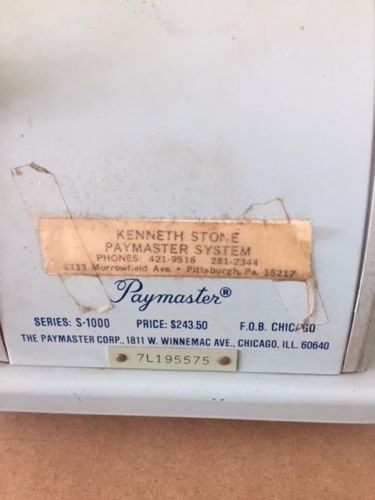 KENNETH STONE
PAYMASTER SYSTEM
PHONES: 421-9516 281-2344
6333 Morrowfield Ave. • Pittsburgh, Pa. 15217
Paymaster®
SERIES: S-1000 PRICE: $243.50 F.O.B. CHICAGO
THE PAYMASTER CORP., 1811 W. WINNEMAC AVE., CHICAGO, ILL. 60640
7L195575